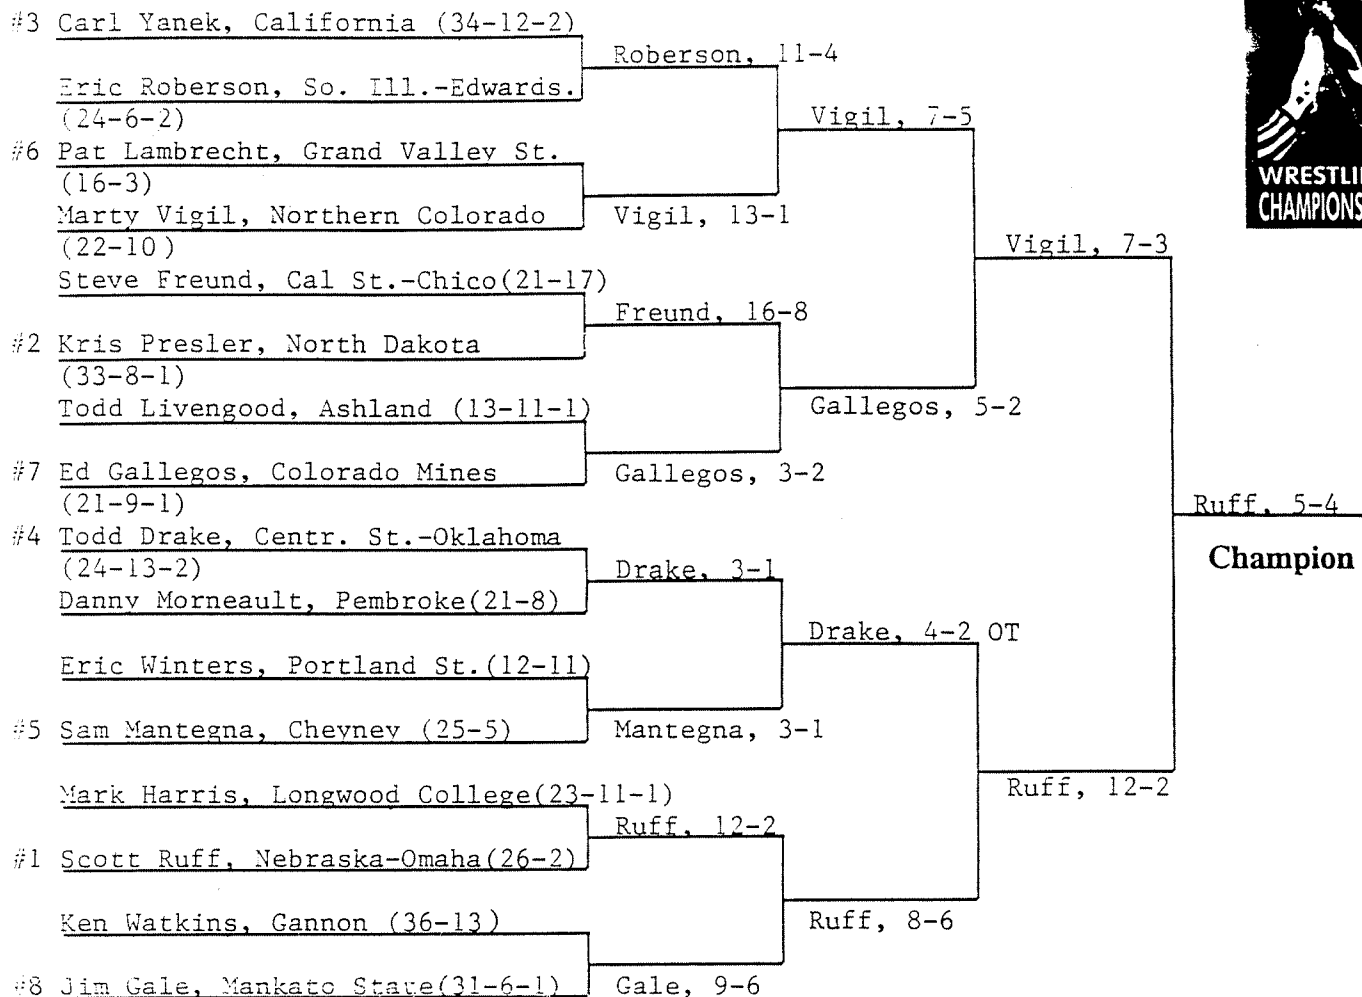 #3 Carl Yanek, California (34-12-2)
Roberson, 11-4
Eric Roberson, So. Ill.-Edwards.
(24-6-2)
Vigil, 7-5
#6 Pat Lambrecht, Grand Valley St.
(16-3)
Marty Vigil, Northern Colorado
Vigil, 13-1
(22-10)
Vigil, 7-3
Steve Freund, Cal St.-Chico(21-17)
Freund, 16-8
#2 Kris Presler, North Dakota
(33-8-1)
Todd Livengood, Ashland (13-11-1)
Gallegos, 5-2
#7 Ed Gallegos, Colorado Mines
Gallegos, 3-2
(21-9-1)
Ruff, 5-4
Champion
#4 Todd Drake, Centr. St.-Oklahoma
(24-13-2)
Drake, 3-1
Danny Morneault, Pembroke(21-8)
Drake, 4-2 OT
Eric Winters, Portland St.(12-11)
#5 Sam Mantegna, Cheyney (25-5)
Mantegna, 3-1
Mark Harris, Longwood College(23-11-1)
Ruff, 12-2
Ruff, 12-2
#1 Scott Ruff, Nebraska-Omaha(26-2)
Ken Watkins, Gannon (36-13)
Ruff, 8-6
#8 Jim Gale, Mankato State(31-6-1)
Gale, 9-6
WRESTLI
CHAMPIONS